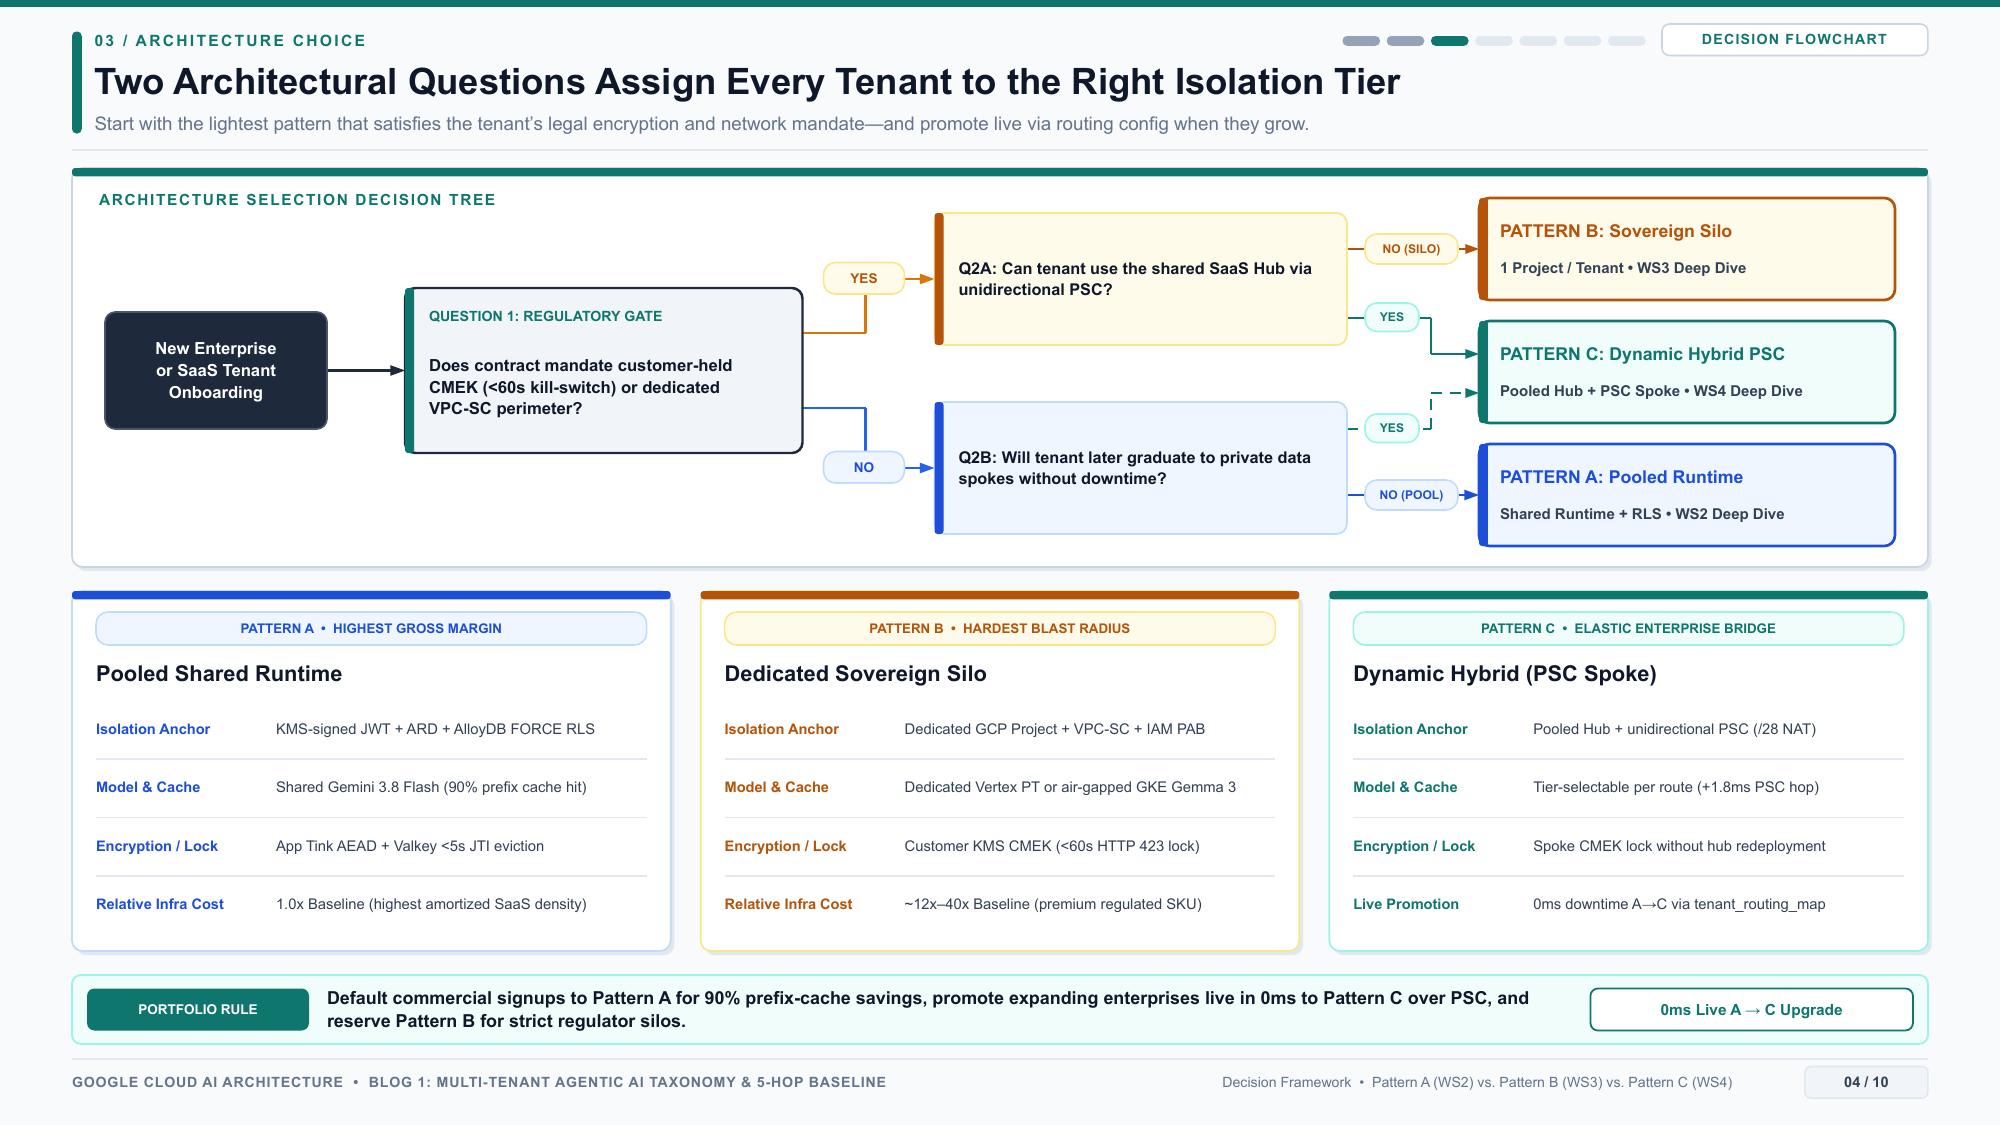 03 / ARCHITECTURE CHOICE
DECISION FLOWCHART
Two Architectural Questions Assign Every Tenant to the Right Isolation Tier
Start with the lightest pattern that satisfies the tenant’s legal encryption and network mandate—and promote live via routing config when they grow.
ARCHITECTURE SELECTION DECISION TREE
New Enterprise
or SaaS Tenant
Onboarding
QUESTION 1: REGULATORY GATE
Does contract mandate customer-held
CMEK (<60s kill-switch) or dedicated
VPC-SC perimeter?
YES
NO
Q2A: Can tenant use the shared SaaS Hub via
unidirectional PSC?
Q2B: Will tenant later graduate to private data
spokes without downtime?
NO (SILO)
YES
YES
NO (POOL)
PATTERN B: Sovereign Silo
1 Project / Tenant • WS3 Deep Dive
PATTERN C: Dynamic Hybrid PSC
Pooled Hub + PSC Spoke • WS4 Deep Dive
PATTERN A: Pooled Runtime
Shared Runtime + RLS • WS2 Deep Dive
PATTERN A • HIGHEST GROSS MARGIN
Pooled Shared Runtime
Isolation Anchor KMS-signed JWT + ARD + AlloyDB FORCE RLS
Model & Cache Shared Gemini 3.8 Flash (90% prefix cache hit)
Encryption / Lock App Tink AEAD + Valkey <5s JTI eviction
Relative Infra Cost 1.0x Baseline (highest amortized SaaS density)
PATTERN B • HARDEST BLAST RADIUS
Dedicated Sovereign Silo
Isolation Anchor Dedicated GCP Project + VPC-SC + IAM PAB
Model & Cache Dedicated Vertex PT or air-gapped GKE Gemma 3
Encryption / Lock Customer KMS CMEK (<60s HTTP 423 lock)
Relative Infra Cost ~12x–40x Baseline (premium regulated SKU)
PATTERN C • ELASTIC ENTERPRISE BRIDGE
Dynamic Hybrid (PSC Spoke)
Isolation Anchor Pooled Hub + unidirectional PSC (/28 NAT)
Model & Cache Tier-selectable per route (+1.8ms PSC hop)
Encryption / Lock Spoke CMEK lock without hub redeployment
Live Promotion 0ms downtime A→C via tenant_routing_map
PORTFOLIO RULE
Default commercial signups to Pattern A for 90% prefix-cache savings, promote expanding enterprises live in 0ms to Pattern C over PSC, and
reserve Pattern B for strict regulator silos.
0ms Live A → C Upgrade
GOOGLE CLOUD AI ARCHITECTURE • BLOG 1: MULTI-TENANT AGENTIC AI TAXONOMY & 5-HOP BASELINE
Decision Framework • Pattern A (WS2) vs. Pattern B (WS3) vs. Pattern C (WS4)
04 / 10